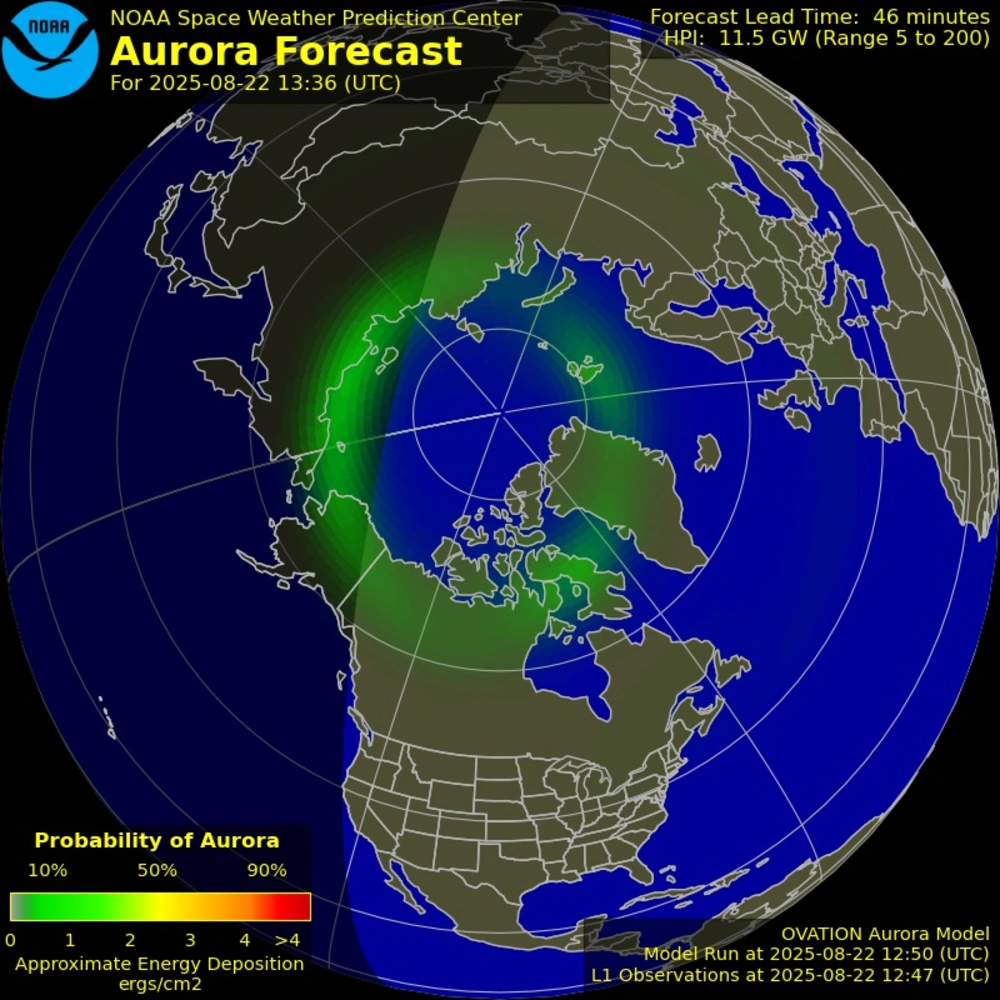 NOAA
NOAA Space Weather Prediction Center
Aurora Forecast
For 2025-08-22 13:36 (UTC)
Forecast Lead Time: 46 minutes
HPI: 11.5 GW (Range 5 to 200)
Probability of Aurora
10% 50% 90%
0 1 2 3 4 >4
Approximate Energy Deposition
ergs/cm2
OVATION Aurora Model
Model Run at 2025-08-22 12:50 (UTC)
L1 Observations at 2025-08-22 12:47 (UTC)